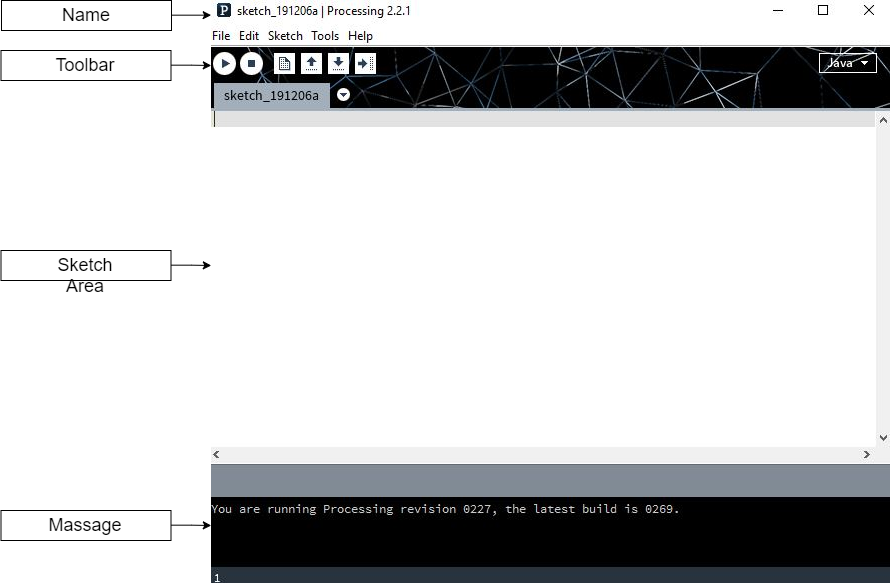 Name
sketch_191206a | Processing 2.2.1
File Edit Sketch Tools Help
Toolbar
Java
sketch_191206a
Sketch
Area
Massage
You are running Processing revision 0227, the latest build is 0269.
1